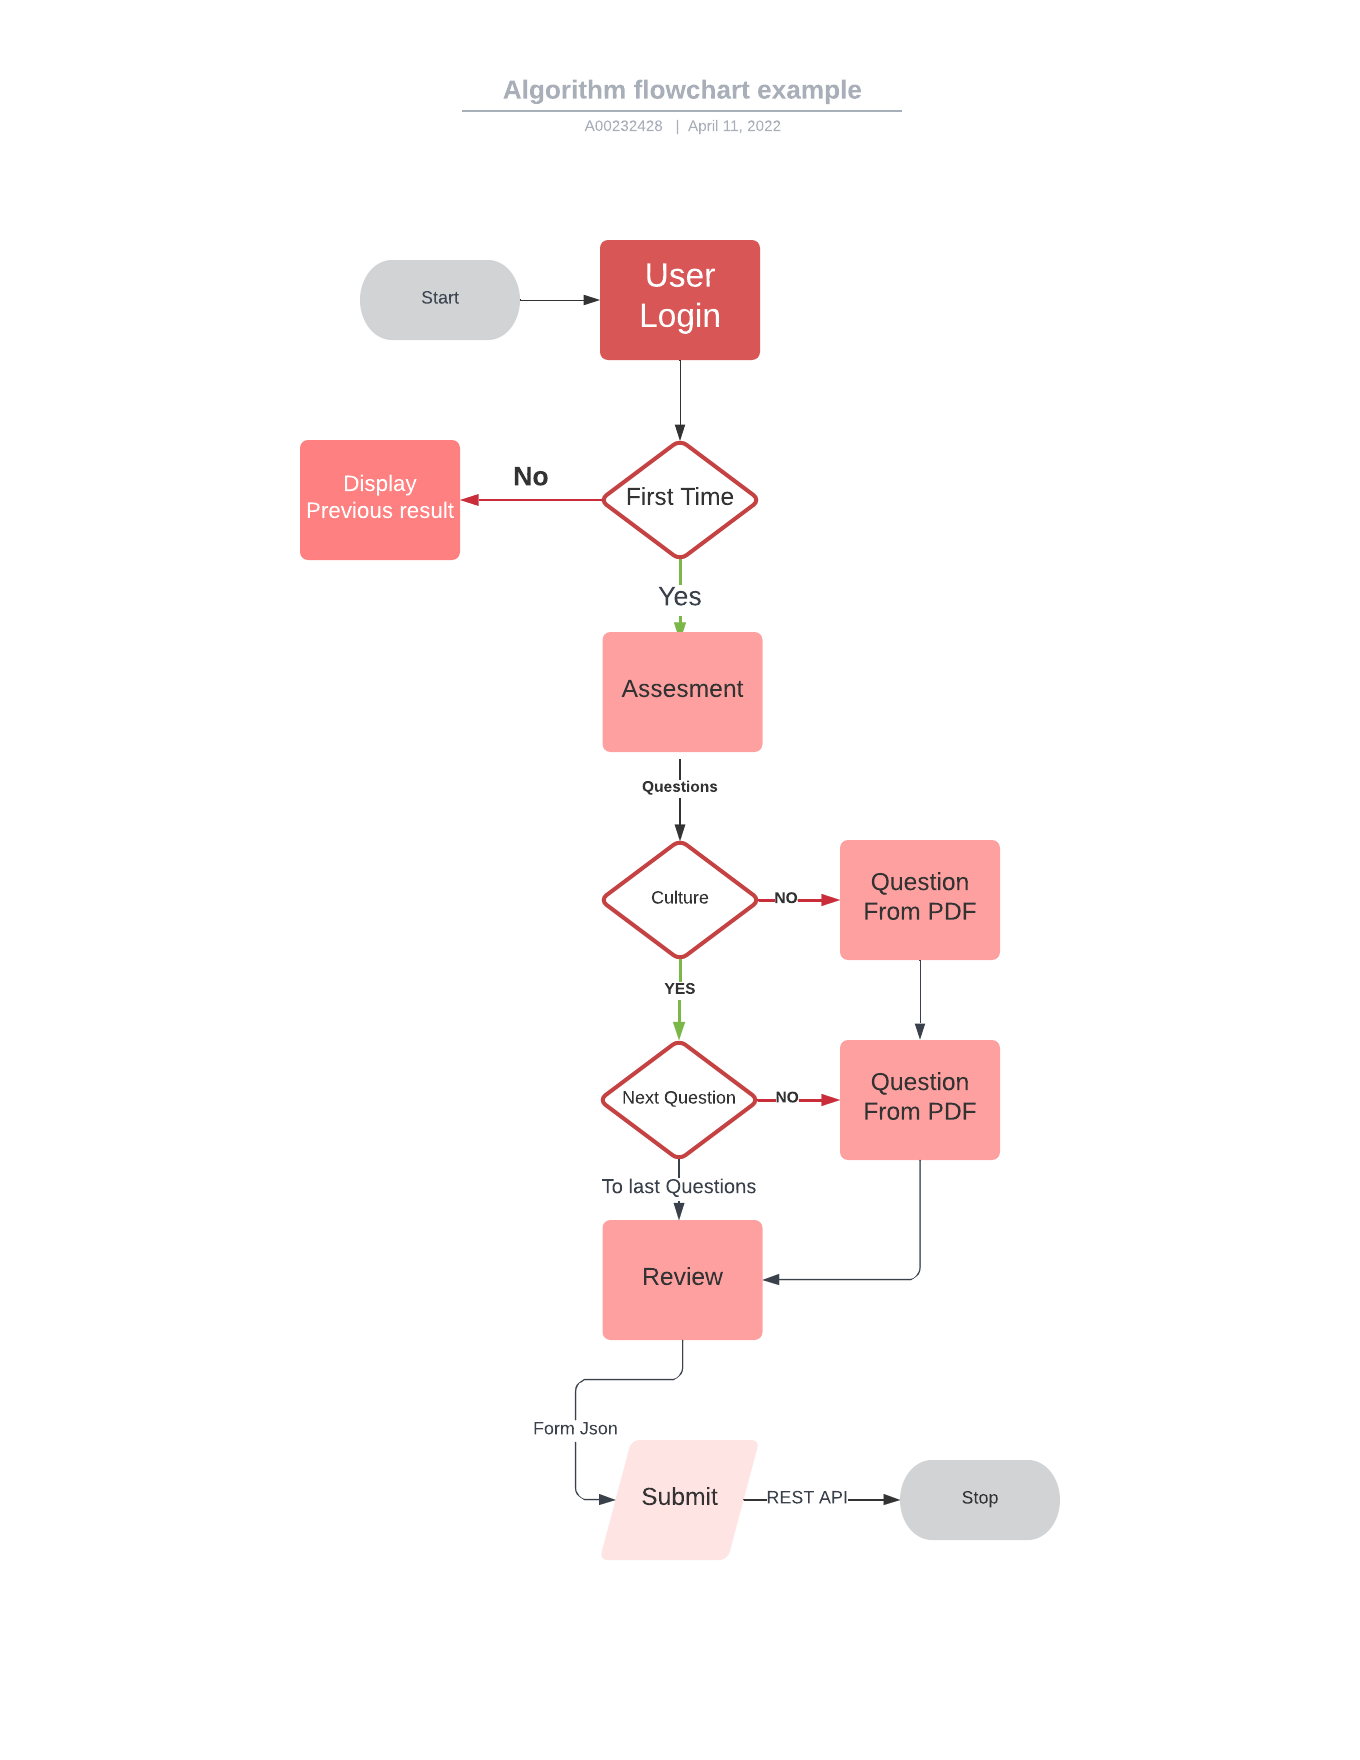 Algorithm flowchart example
A00232428 | April 11, 2022
Start
User
Login
Display
Previous result
No
First Time
Yes
Assesment
Questions
Culture
NO
Question
From PDF
YES
Next Question
NO
Question
From PDF
To last Questions
Review
Form Json
Submit
REST API
Stop